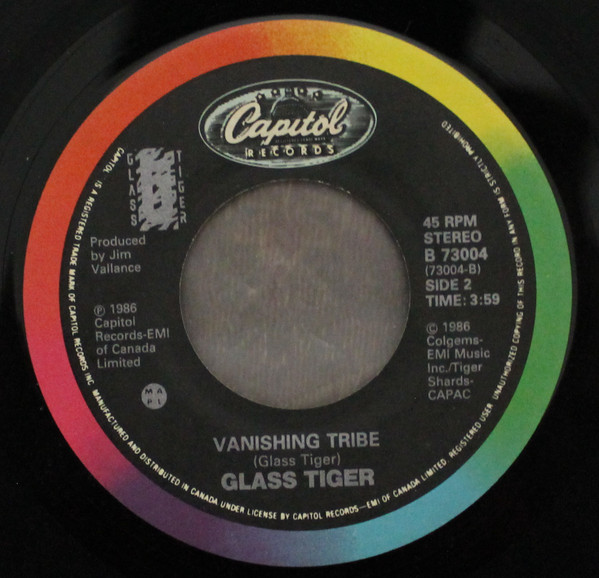 Capitol
RECORDS
GLASS
TIGER
Produced
by Jim
Vallance
℗ 1986
Capitol
Records-EMI
of Canada
Limited
MAPL
45 RPM
STEREO
B 73004
(73004-B)
SIDE 2
TIME: 3:59
© 1986
Colgems-
EMI Music
Inc./Tiger
Shards-
CAPAC
VANISHING TRIBE
(Glass Tiger)
GLASS TIGER
CAPITOL IS A REGISTERED TRADE MARK OF CAPITOL RECORDS INC. MANUFACTURED AND DISTRIBUTED IN CANADA UNDER LICENSE BY CAPITOL RECORDS—EMI OF CANADA LIMITED. REGISTERED USER. UNAUTHORIZED COPYING OF THIS RECORD IN ANY FORM IS STRICTLY PROHIBITED